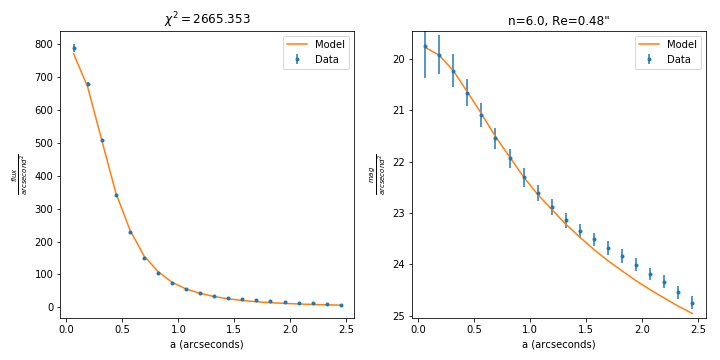 χ² = 2665.353
Model
Data
800
700
600
500
400
300
200
100
0
flux
arcsecond²
0.0 0.5 1.0 1.5 2.0 2.5
a (arcseconds)
n=6.0, Re=0.48"
Model
Data
20
21
22
23
24
25
mag
arcsecond²
0.0 0.5 1.0 1.5 2.0 2.5
a (arcseconds)